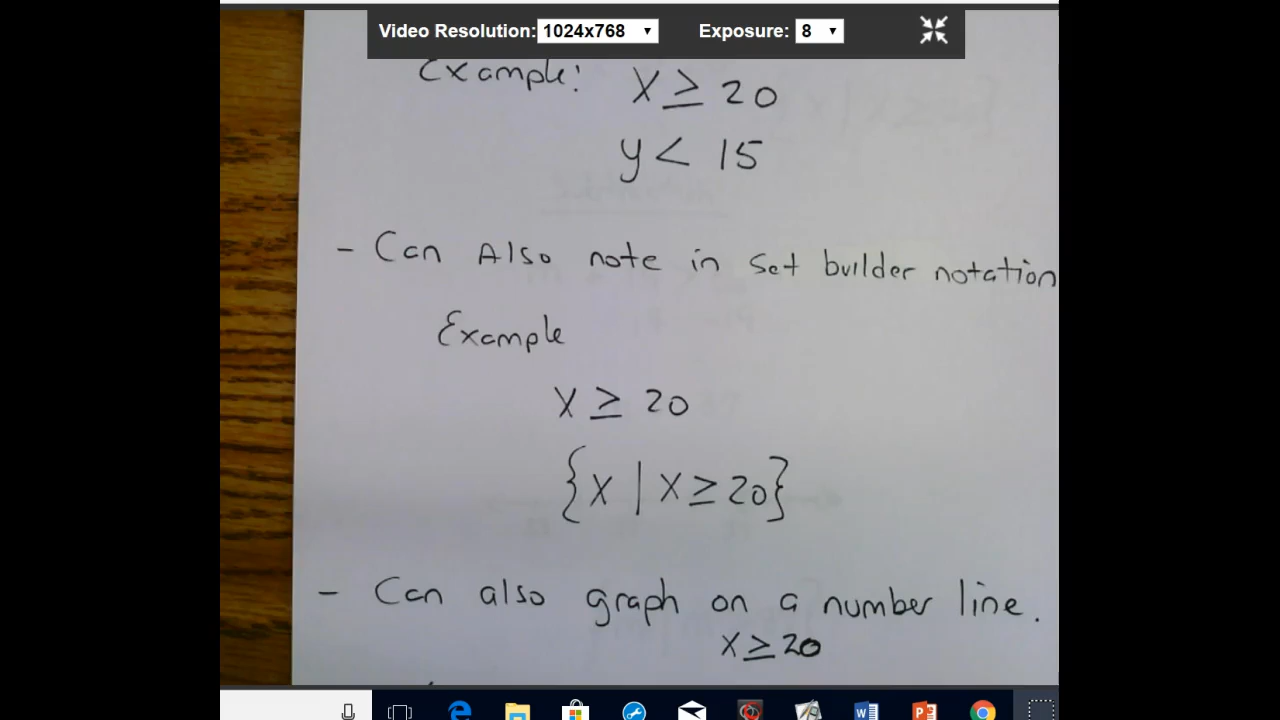 Video Resolution: 1024x768 Exposure: 8
Example:
X ≥ 20
y < 15
- Can Also note in Set builder notation
Example
X ≥ 20
{X | X ≥ 20}
- Can also graph on a number line.
X ≥ 20